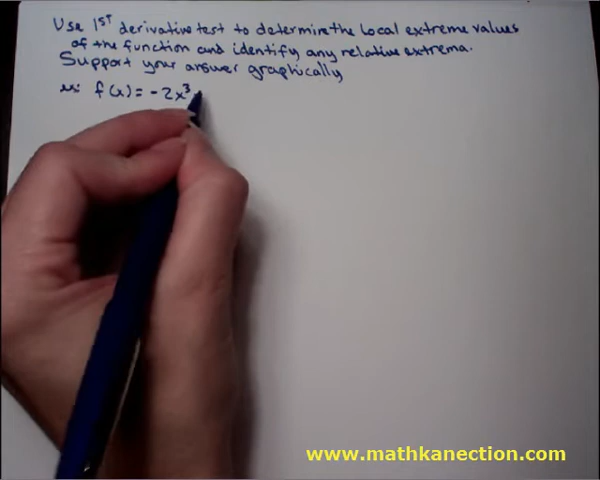 Use 1ST derivative test to determine the local extreme values
of the function and identify any relative extrema.
Support your answer graphically
ex: f(x) = -2x³
www.mathkanection.com